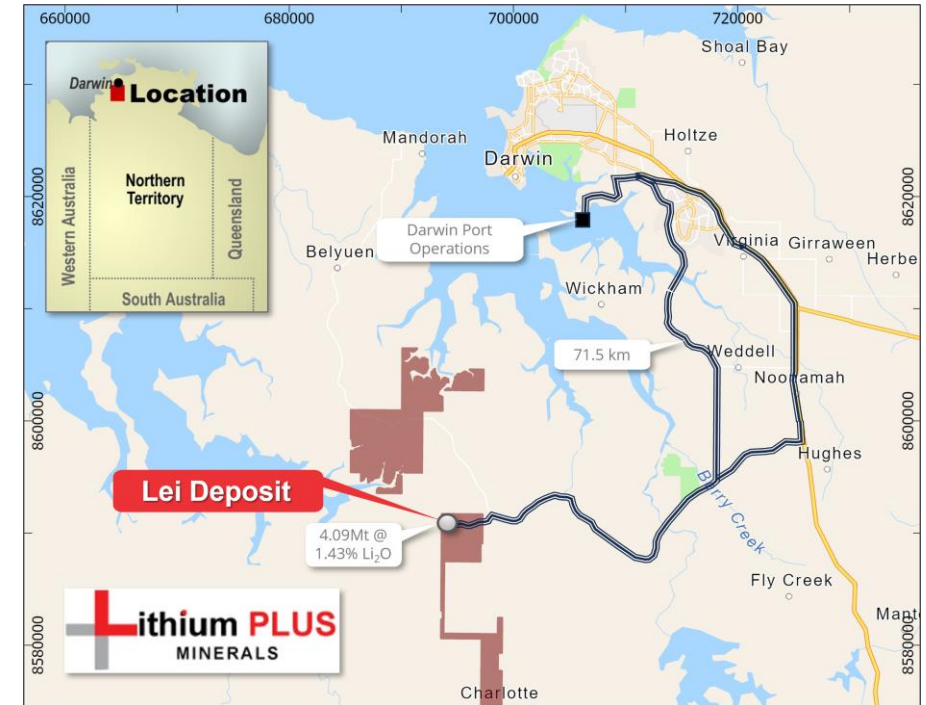 660000
680000
700000
720000
Shoal Bay
Darwin
Location
Mandorah
Holtze
Darwin
Northern
Territory
Western Australia
Queensland
South Australia
8620000
8620000
Darwin Port
Operations
Virginia
Girraween
Herbe
Belyuen
Wickham
71.5 km
Weddell
Noonamah
8600000
8600000
Hughes
Lei Deposit
Berry Creek
4.09Mt @
1.43% Li₂O
Fly Creek
Lithium PLUS
MINERALS
Mant
8580000
8580000
Charlotte